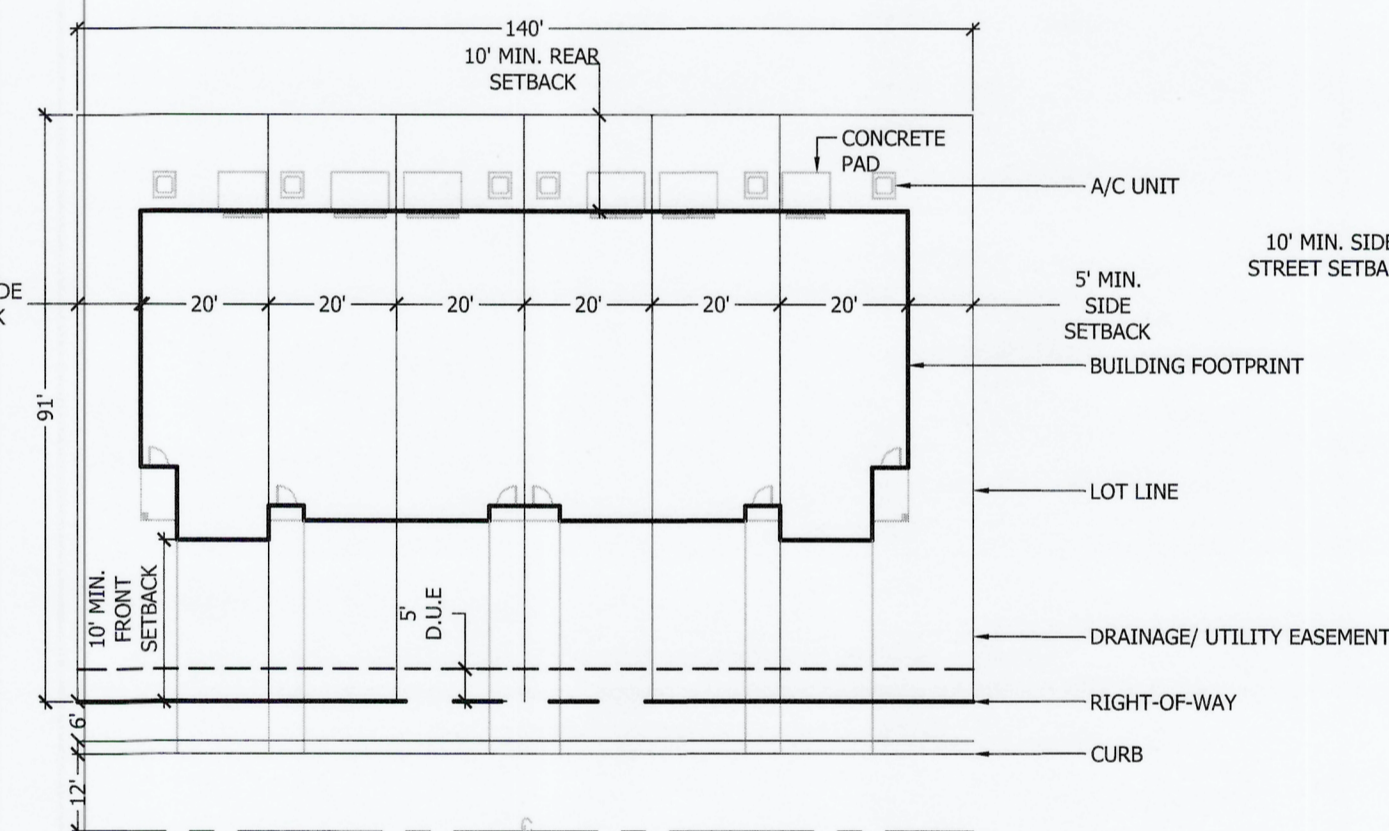 140'
10' MIN. REAR
SETBACK
CONCRETE
PAD
A/C UNIT
10' MIN. SIDE
STREET SETBA
DE
K
20' 20' 20' 20' 20' 20'
5' MIN.
SIDE
SETBACK
BUILDING FOOTPRINT
91'
LOT LINE
10' MIN.
FRONT
SETBACK
5'
D.U.E
DRAINAGE/ UTILITY EASEMENT
RIGHT-OF-WAY
6'
CURB
12'